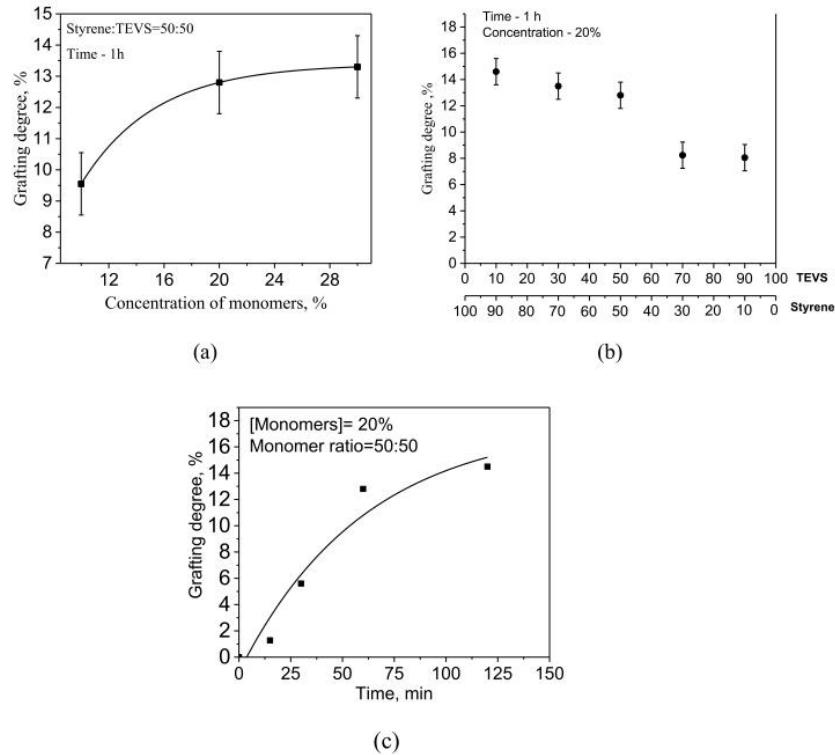 Styrene:TEVS=50:50
Time - 1h
Grafting degree, %
15
14
13
12
11
10
9
8
7
12 16 20 24 28
Concentration of monomers, %
(a)
Time - 1 h
Concentration - 20%
Grafting degree ,%
18
16
14
12
10
8
6
4
2
0
0 10 20 30 40 50 60 70 80 90 100 TEVS
100 90 80 70 60 50 40 30 20 10 0 Styrene
(b)
[Monomers]= 20%
Monomer ratio=50:50
Grafting degree, %
18
16
14
12
10
8
6
4
2
0
0 25 50 75 100 125 150
Time, min
(c)